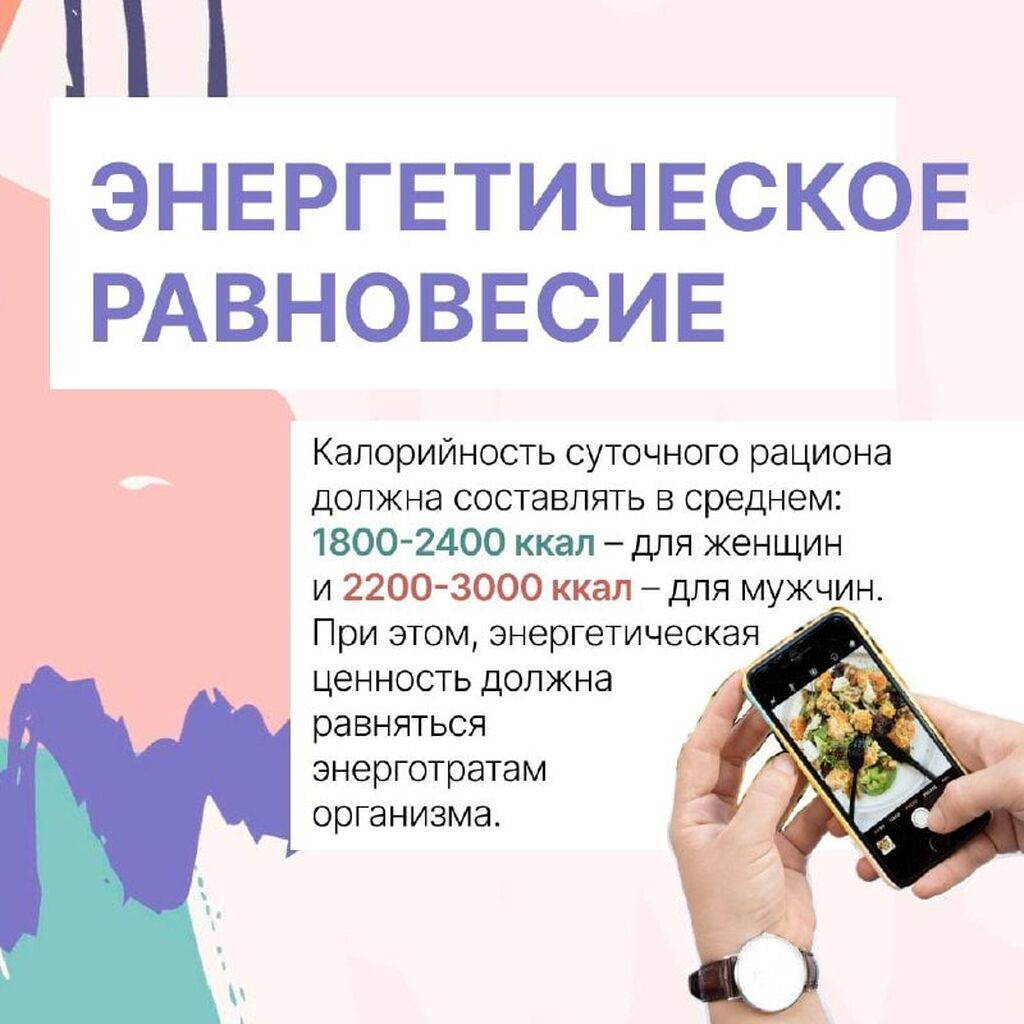 ЭНЕРГЕТИЧЕСКОЕ
РАВНОВЕСИЕ
Калорийность суточного рациона
должна составлять в среднем:
1800-2400 ккал – для женщин
и 2200-3000 ккал – для мужчин.
При этом, энергетическая
ценность должна
равняться
энерготратам
организма.